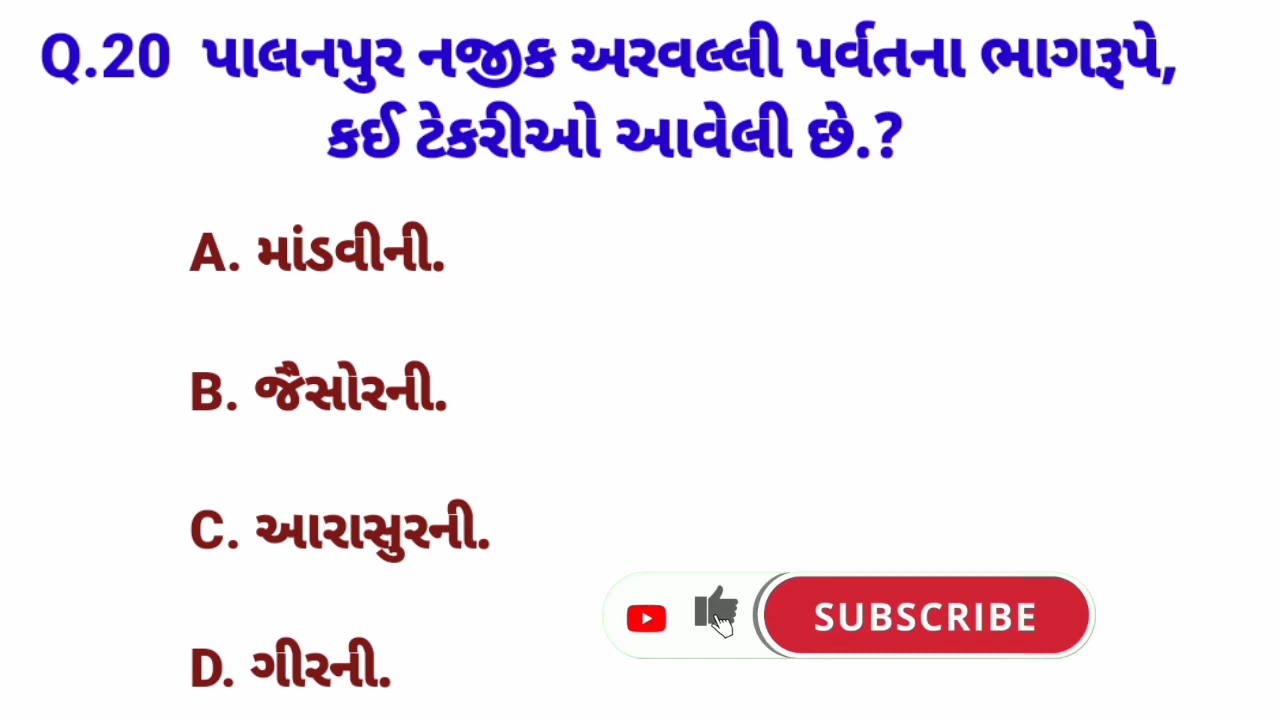 Q.20 પાલનપુર નજીક અરવલ્લી પર્વતના ભાગરૂપે,
કઈ ટેકરીઓ આવેલી છે.?
A. માંડવીની.
B. જૈસોરની.
C. આરાસુરની.
D. ગીરની.
SUBSCRIBE